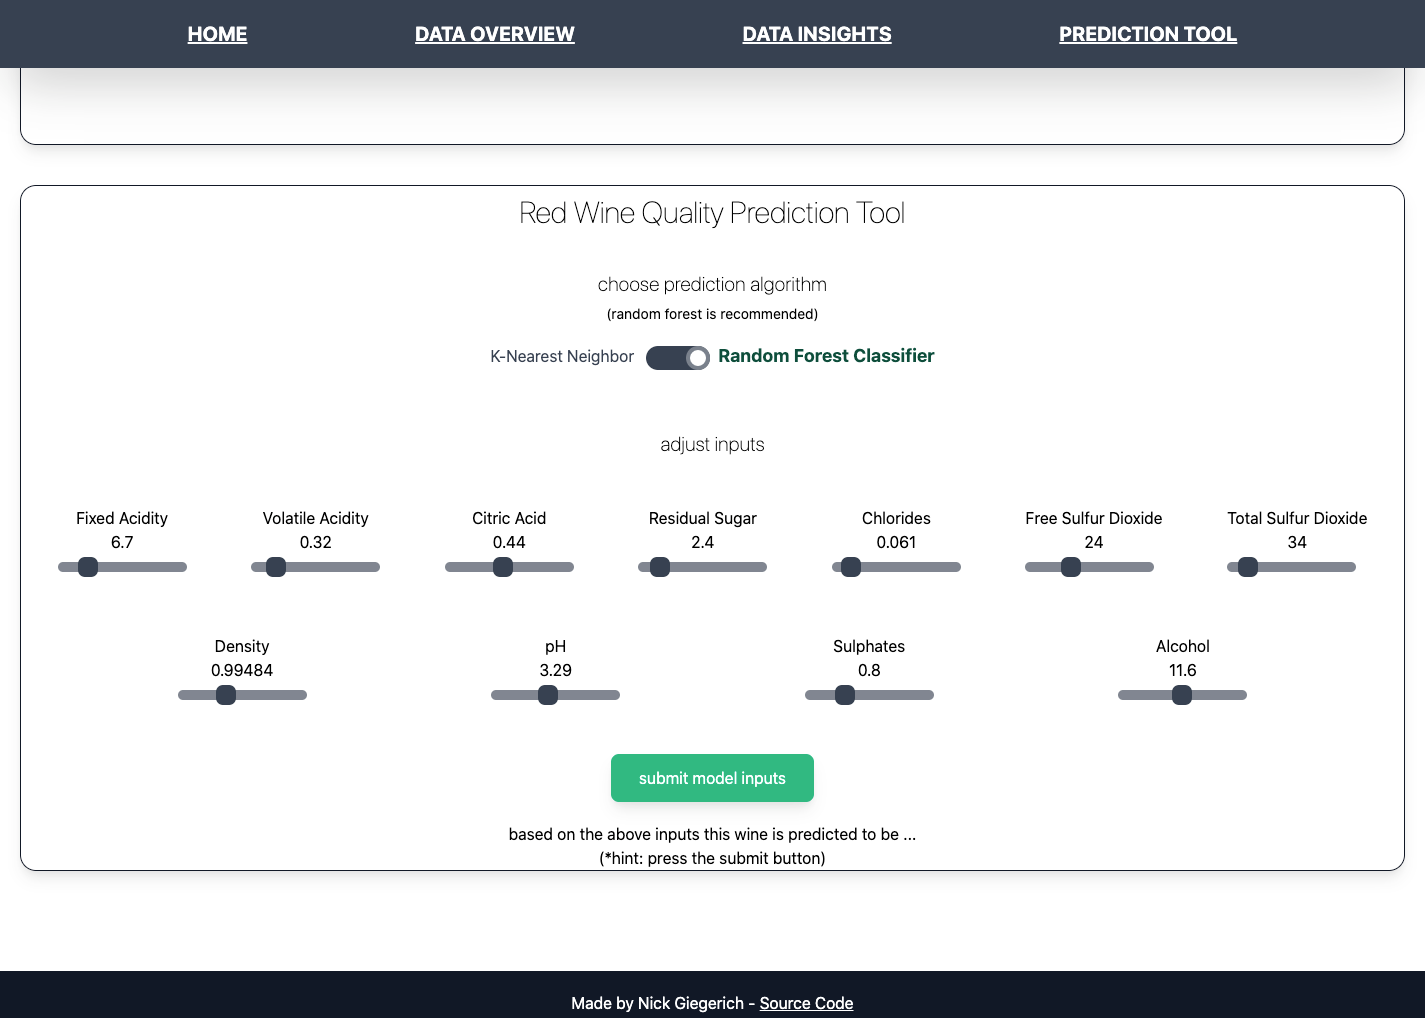 HOME DATA OVERVIEW DATA INSIGHTS PREDICTION TOOL
Red Wine Quality Prediction Tool
choose prediction algorithm
(random forest is recommended)
K-Nearest Neighbor Random Forest Classifier
adjust inputs
Fixed Acidity Volatile Acidity Citric Acid Residual Sugar Chlorides Free Sulfur Dioxide Total Sulfur Dioxide
6.7 0.32 0.44 2.4 0.061 24 34
Density pH Sulphates Alcohol
0.99484 3.29 0.8 11.6
submit model inputs
based on the above inputs this wine is predicted to be ...
(*hint: press the submit button)
Made by Nick Giegerich - Source Code